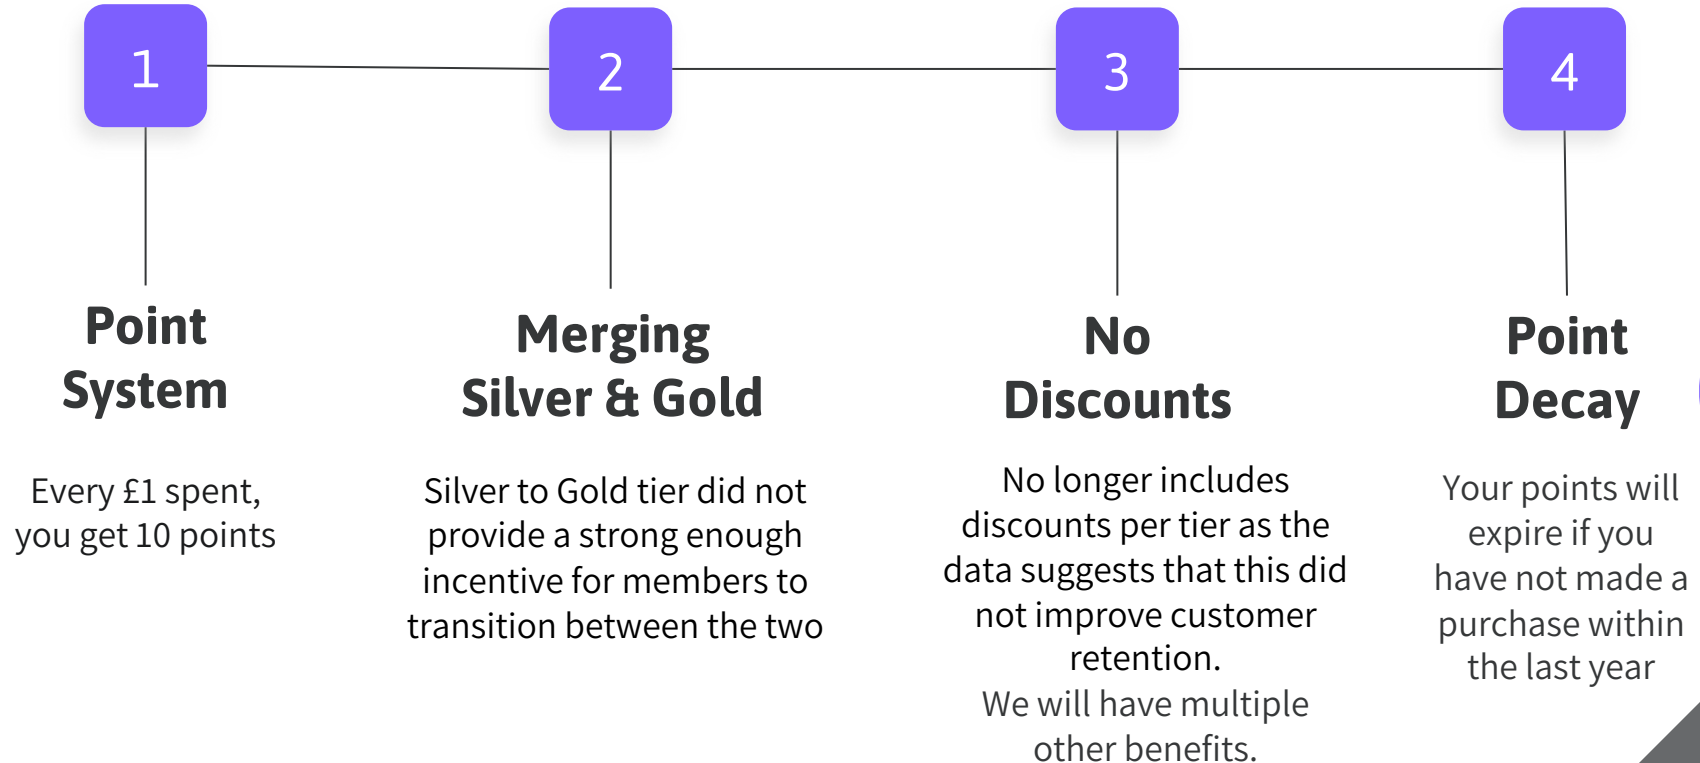 1
2
3
4
Point
System
Every £1 spent,
you get 10 points
Merging
Silver & Gold
Silver to Gold tier did not
provide a strong enough
incentive for members to
transition between the two
No
Discounts
No longer includes
discounts per tier as the
data suggests that this did
not improve customer
retention.
We will have multiple
other benefits.
Point
Decay
Your points will
expire if you
have not made a
purchase within
the last year